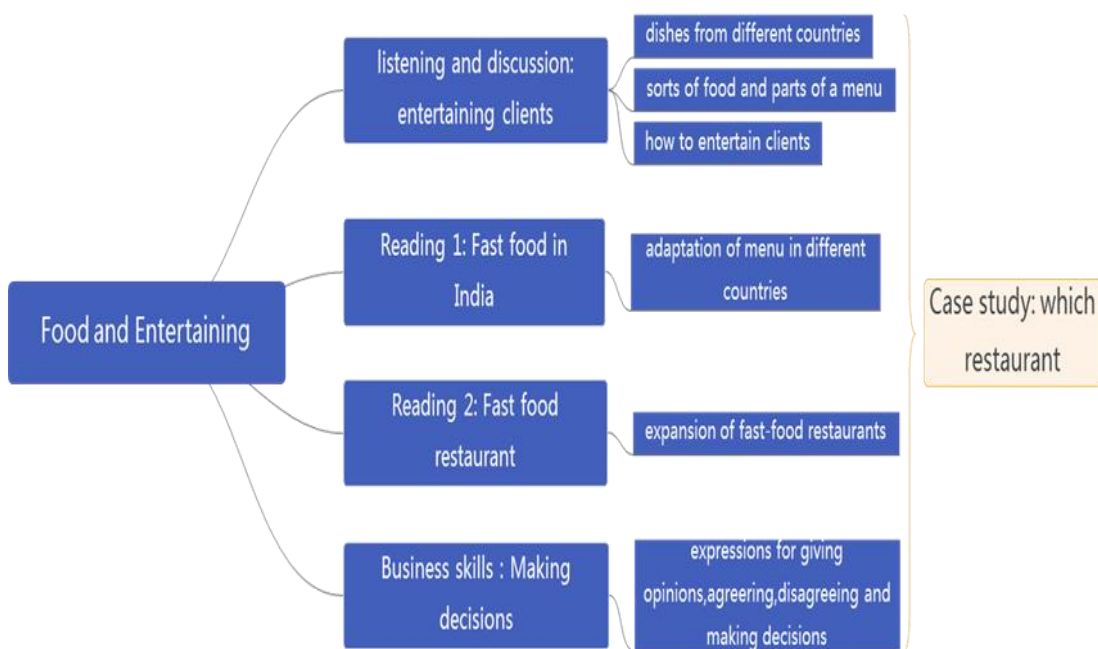 Food and Entertaining
listening and discussion:
entertaining clients
dishes from different countries
sorts of food and parts of a menu
how to entertain clients
Reading 1: Fast food in
India
adaptation of menu in different
countries
Reading 2: Fast food
restaurant
expansion of fast-food restaurants
Business skills : Making
decisions
expressions for giving
opinions,agreering,disagreeing and
making decisions
Case study: which
restaurant